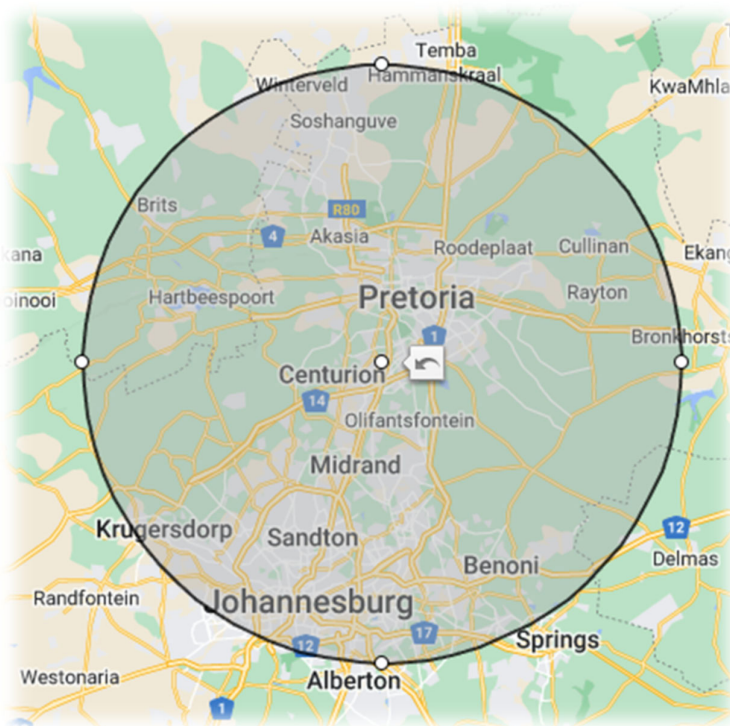 Temba
Hammanskraal
Winterveld
KwaMhla
Soshanguve
Brits
R80
4
Akasia
Roodeplaat
Cullinan
kana
Ekang
Hartbeespoort
Pretoria
Rayton
oinooi
1
Bronkhorsts
Centurion
14
Olifantsfontein
Midrand
Krugersdorp
Sandton
12
Benoni
Delmas
Randfontein
Johannesburg
17
12
Springs
Westonaria
Alberton
1